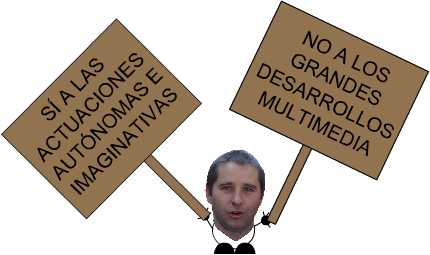 SÍ A LAS
ACTUACIONES
AUTÓNOMAS E
IMAGINATIVAS
NO A LOS
GRANDES
DESARROLLOS
MULTIMEDIA